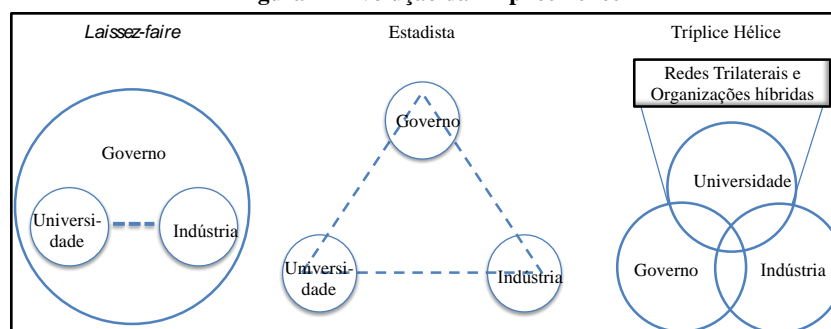 Laissez-faire
Estadista
Tríplice Hélice
Redes Trilaterais e
Organizações híbridas
Governo
Universi-
dade
Indústria
Governo
Universi-
dade
Indústria
Universidade
Governo
Indústria